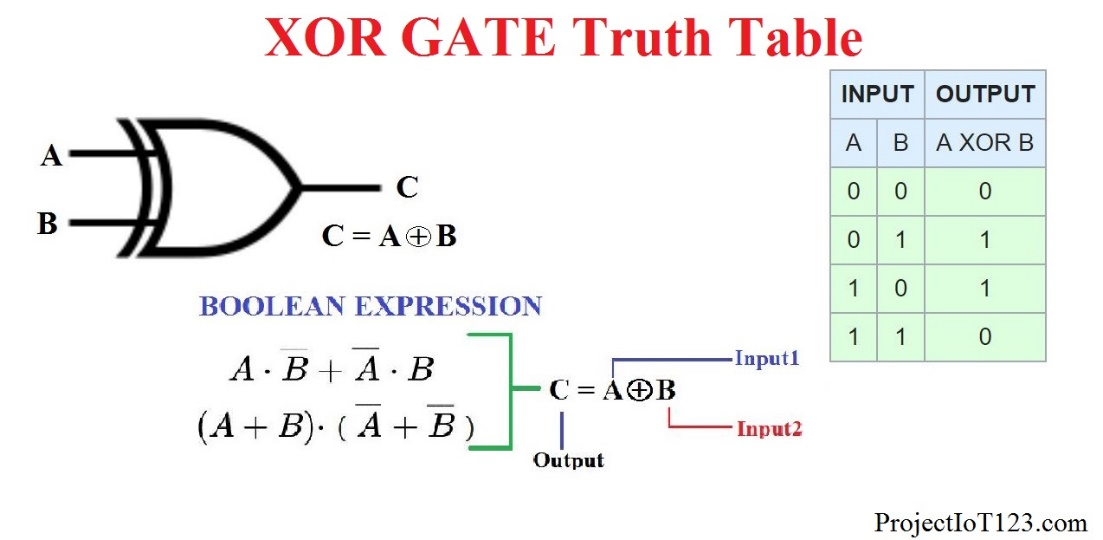 XOR GATE Truth Table
A
B
C
C = A⊕B
INPUT OUTPUT
A B A XOR B
0 0 0
0 1 1
1 0 1
1 1 0
BOOLEAN EXPRESSION
A · B̅ + A̅ · B
(A + B)· ( A̅ + B̅ )
C = A⊕B
Input1
Input2
Output
ProjectIoT123.com